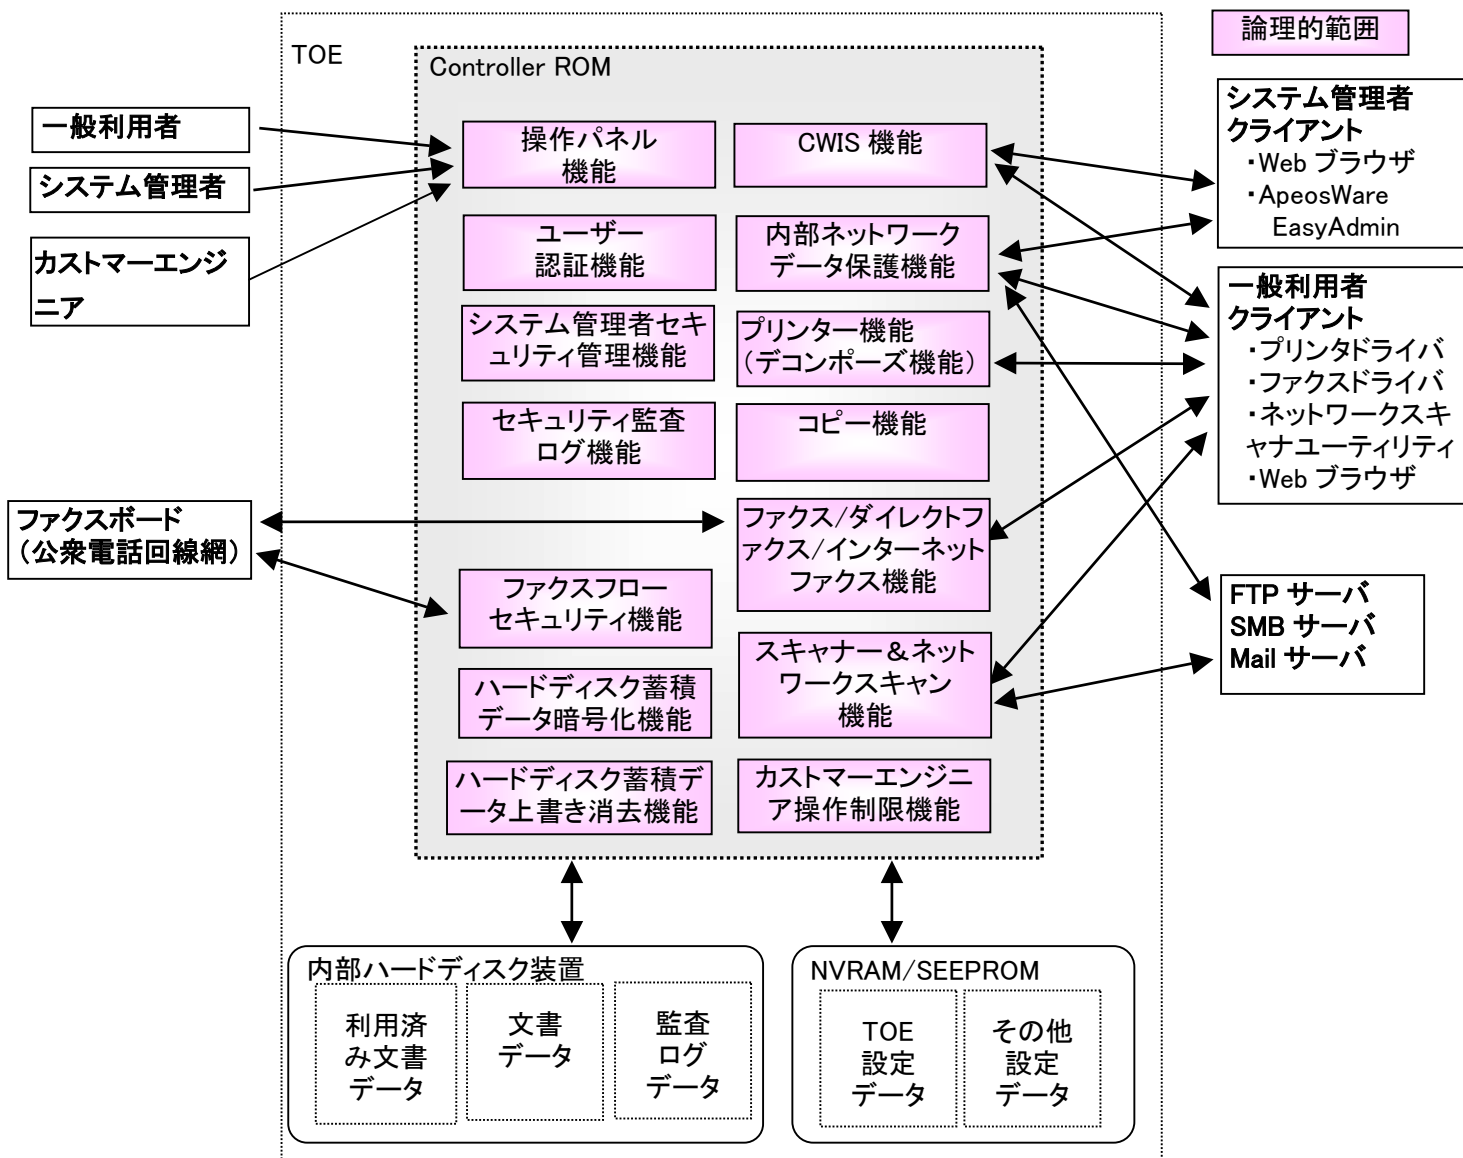 論理的範囲
TOE
Controller ROM
一般利用者
システム管理者
カストマーエンジ
ニア
ファクスボード
（公衆電話回線網）
操作パネル
機能
CWIS 機能
ユーザー
認証機能
内部ネットワーク
データ保護機能
システム管理者セキ
ュリティ管理機能
プリンター機能
（デコンポーズ機能）
セキュリティ監査
ログ機能
コピー機能
ファクス/ダイレクトフ
ァクス/インターネット
ファクス機能
ファクスフロー
セキュリティ機能
スキャナー＆ネット
ワークスキャン
機能
ハードディスク蓄積
データ暗号化機能
ハードディスク蓄積デ
ータ上書き消去機能
カストマーエンジニ
ア操作制限機能
システム管理者
クライアント
・Web ブラウザ
・ApeosWare
EasyAdmin
一般利用者
クライアント
・プリンタドライバ
・ファクスドライバ
・ネットワークスキ
ャナユーティリティ
・Web ブラウザ
FTP サーバ
SMB サーバ
Mail サーバ
内部ハードディスク装置
利用済
み文書
データ
文書
データ
監査
ログ
データ
NVRAM/SEEPROM
TOE
設定
データ
その他
設定
データ